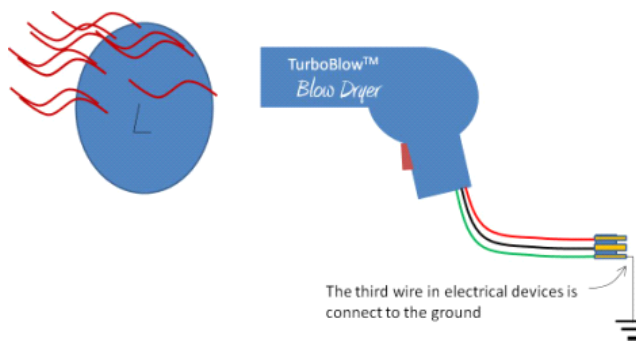 TurboBlow™
Blow Dryer
The third wire in electrical devices is
connect to the ground